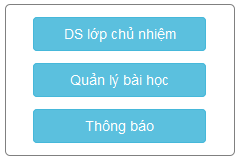 DS lớp chủ nhiệm
Quản lý bài học
Thông báo